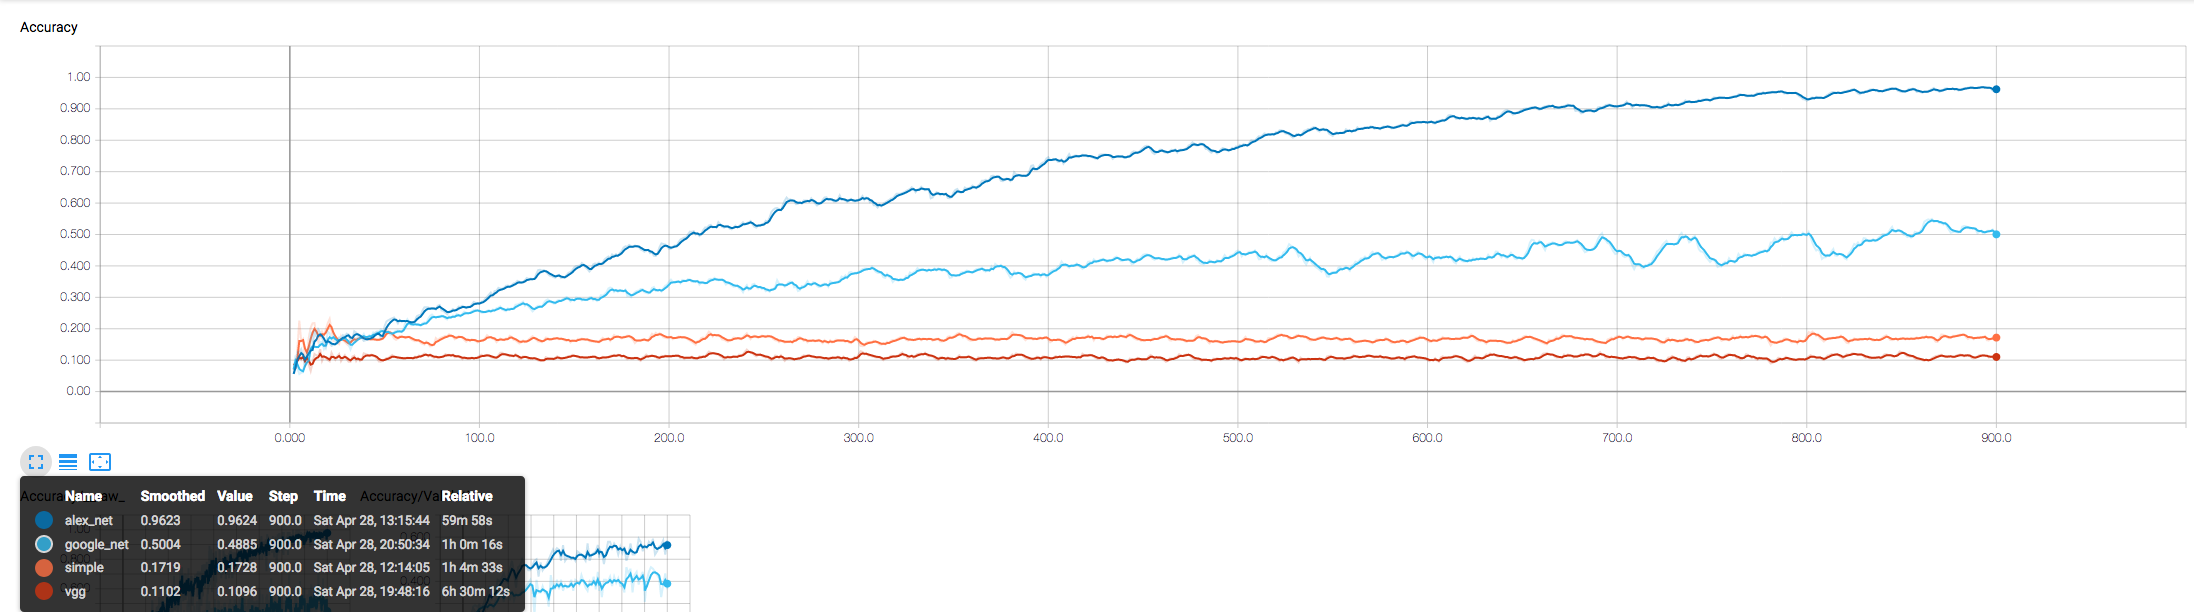 Accuracy
1.00
0.900
0.800
0.700
0.600
0.500
0.400
0.300
0.200
0.100
0.00
0.000 100.0 200.0 300.0 400.0 500.0 600.0 700.0 800.0 900.0
Name Smoothed Value Step Time Accuracy/Va Relative
alex_net 0.9623 0.9624 900.0 Sat Apr 28, 13:15:44 59m 58s
google_net 0.5004 0.4885 900.0 Sat Apr 28, 20:50:34 1h 0m 16s
simple 0.1719 0.1728 900.0 Sat Apr 28, 12:14:05 1h 4m 33s
vgg 0.1102 0.1096 900.0 Sat Apr 28, 19:48:16 6h 30m 12s